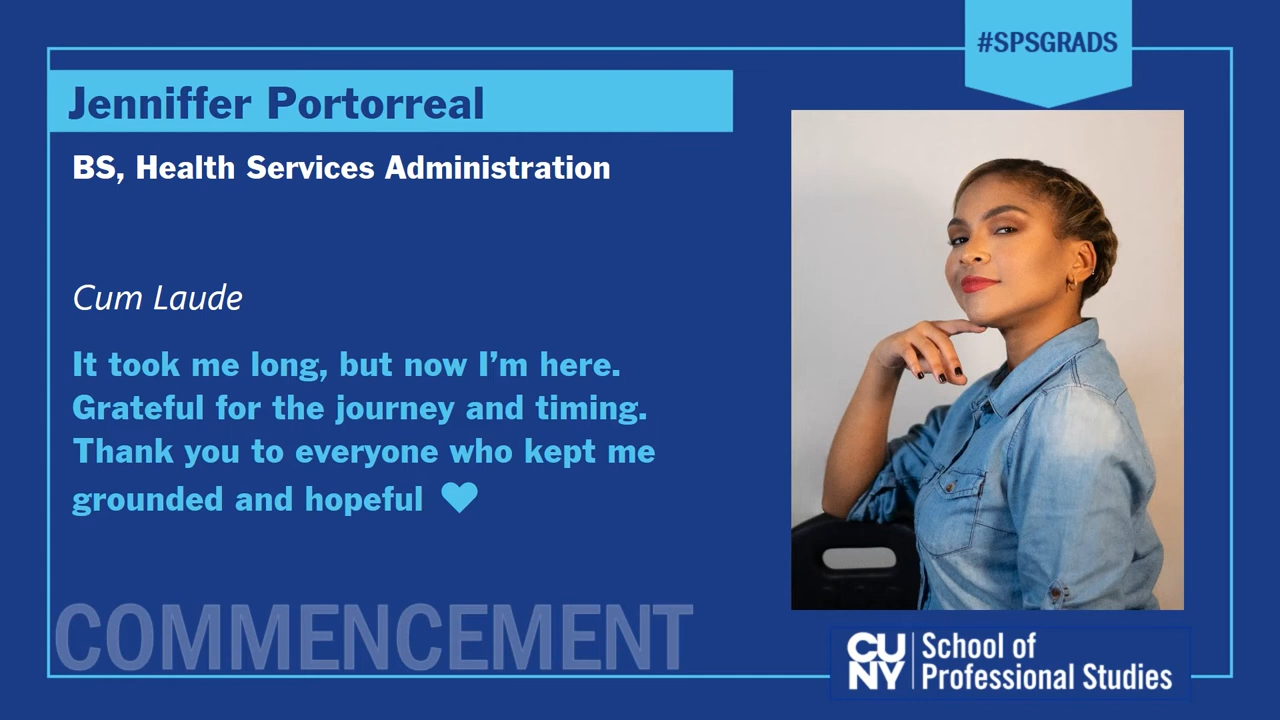 #SPSGRADS
Jenniffer Portorreal
BS, Health Services Administration
Cum Laude
It took me long, but now I’m here.
Grateful for the journey and timing.
Thank you to everyone who kept me
grounded and hopeful
COMMENCEMENT
CU
NY
School of
Professional Studies